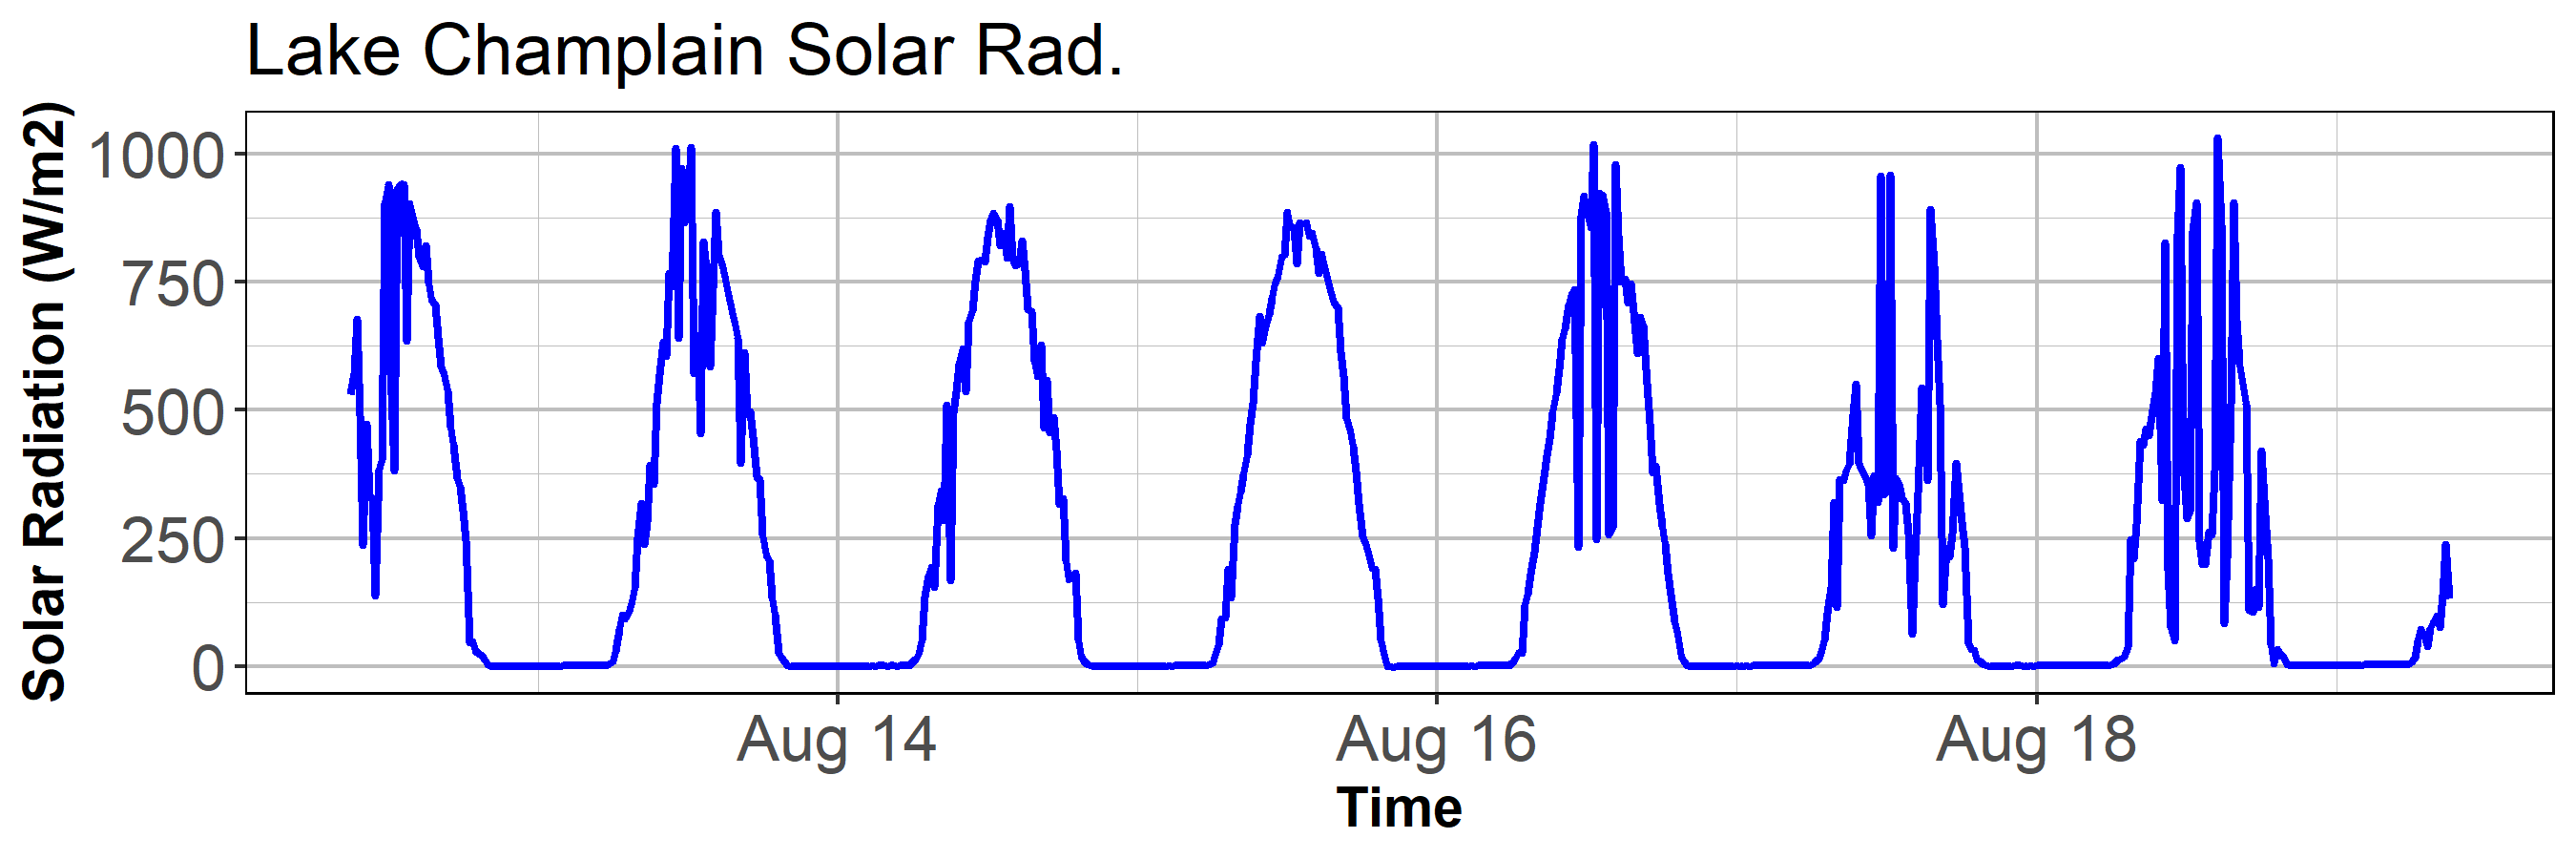 Lake Champlain Solar Rad.
Solar Radiation (W/m2)
1000
750
500
250
0
Aug 14
Aug 16
Aug 18
Time